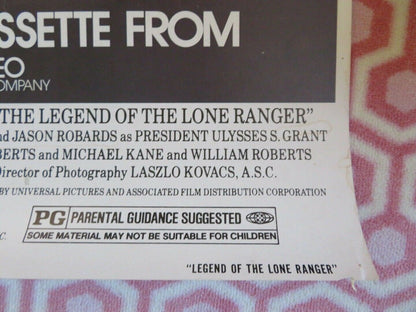 SSETTE FROM
EO
COMPANY
THE LEGEND OF THE LONE RANGER"
nd JASON ROBARDS as PRESIDENT ULYSSES S. GRANT
BERTS and MICHAEL KANE and WILLIAM ROBERTS
Director of Photography LASZLO KOVACS, A.S.C.
BY UNIVERSAL PICTURES AND ASSOCIATED FILM DISTRIBUTION CORPORATION
PG PARENTAL GUIDANCE SUGGESTED
SOME MATERIAL MAY NOT BE SUITABLE FOR CHILDREN
C.
"LEGEND OF THE LONE RANGER"